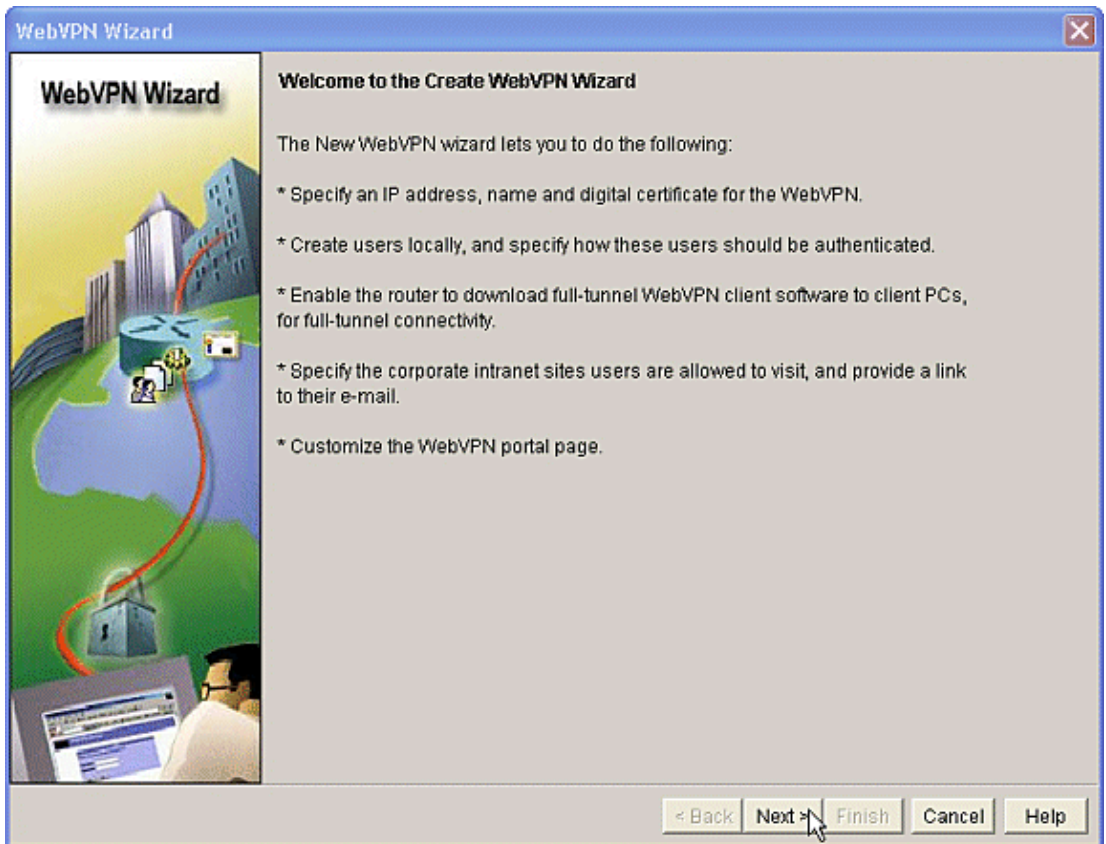 WebVPN Wizard
WebVPN Wizard
Welcome to the Create WebVPN Wizard
The New WebVPN wizard lets you to do the following:
* Specify an IP address, name and digital certificate for the WebVPN.
* Create users locally, and specify how these users should be authenticated.
* Enable the router to download full-tunnel WebVPN client software to client PCs,
for full-tunnel connectivity.
* Specify the corporate intranet sites users are allowed to visit, and provide a link
to their e-mail.
* Customize the WebVPN portal page.
< Back
Next >
Finish
Cancel
Help